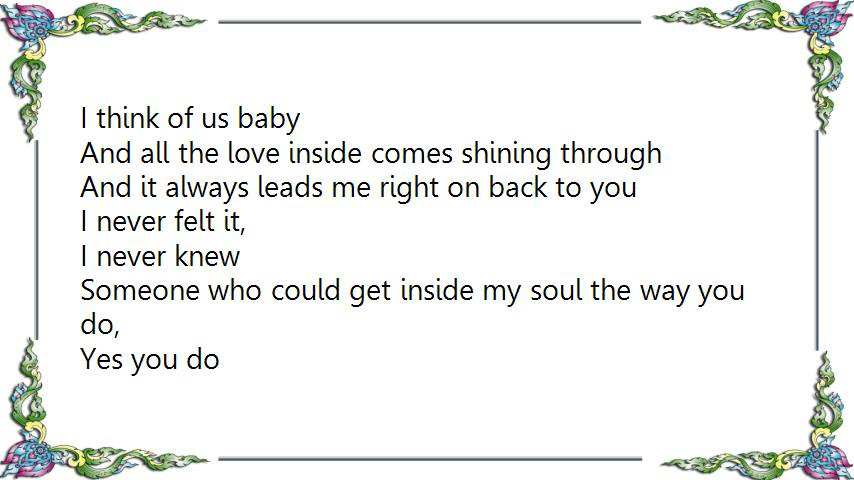 I think of us baby
And all the love inside comes shining through
And it always leads me right on back to you
I never felt it,
I never knew
Someone who could get inside my soul the way you
do,
Yes you do